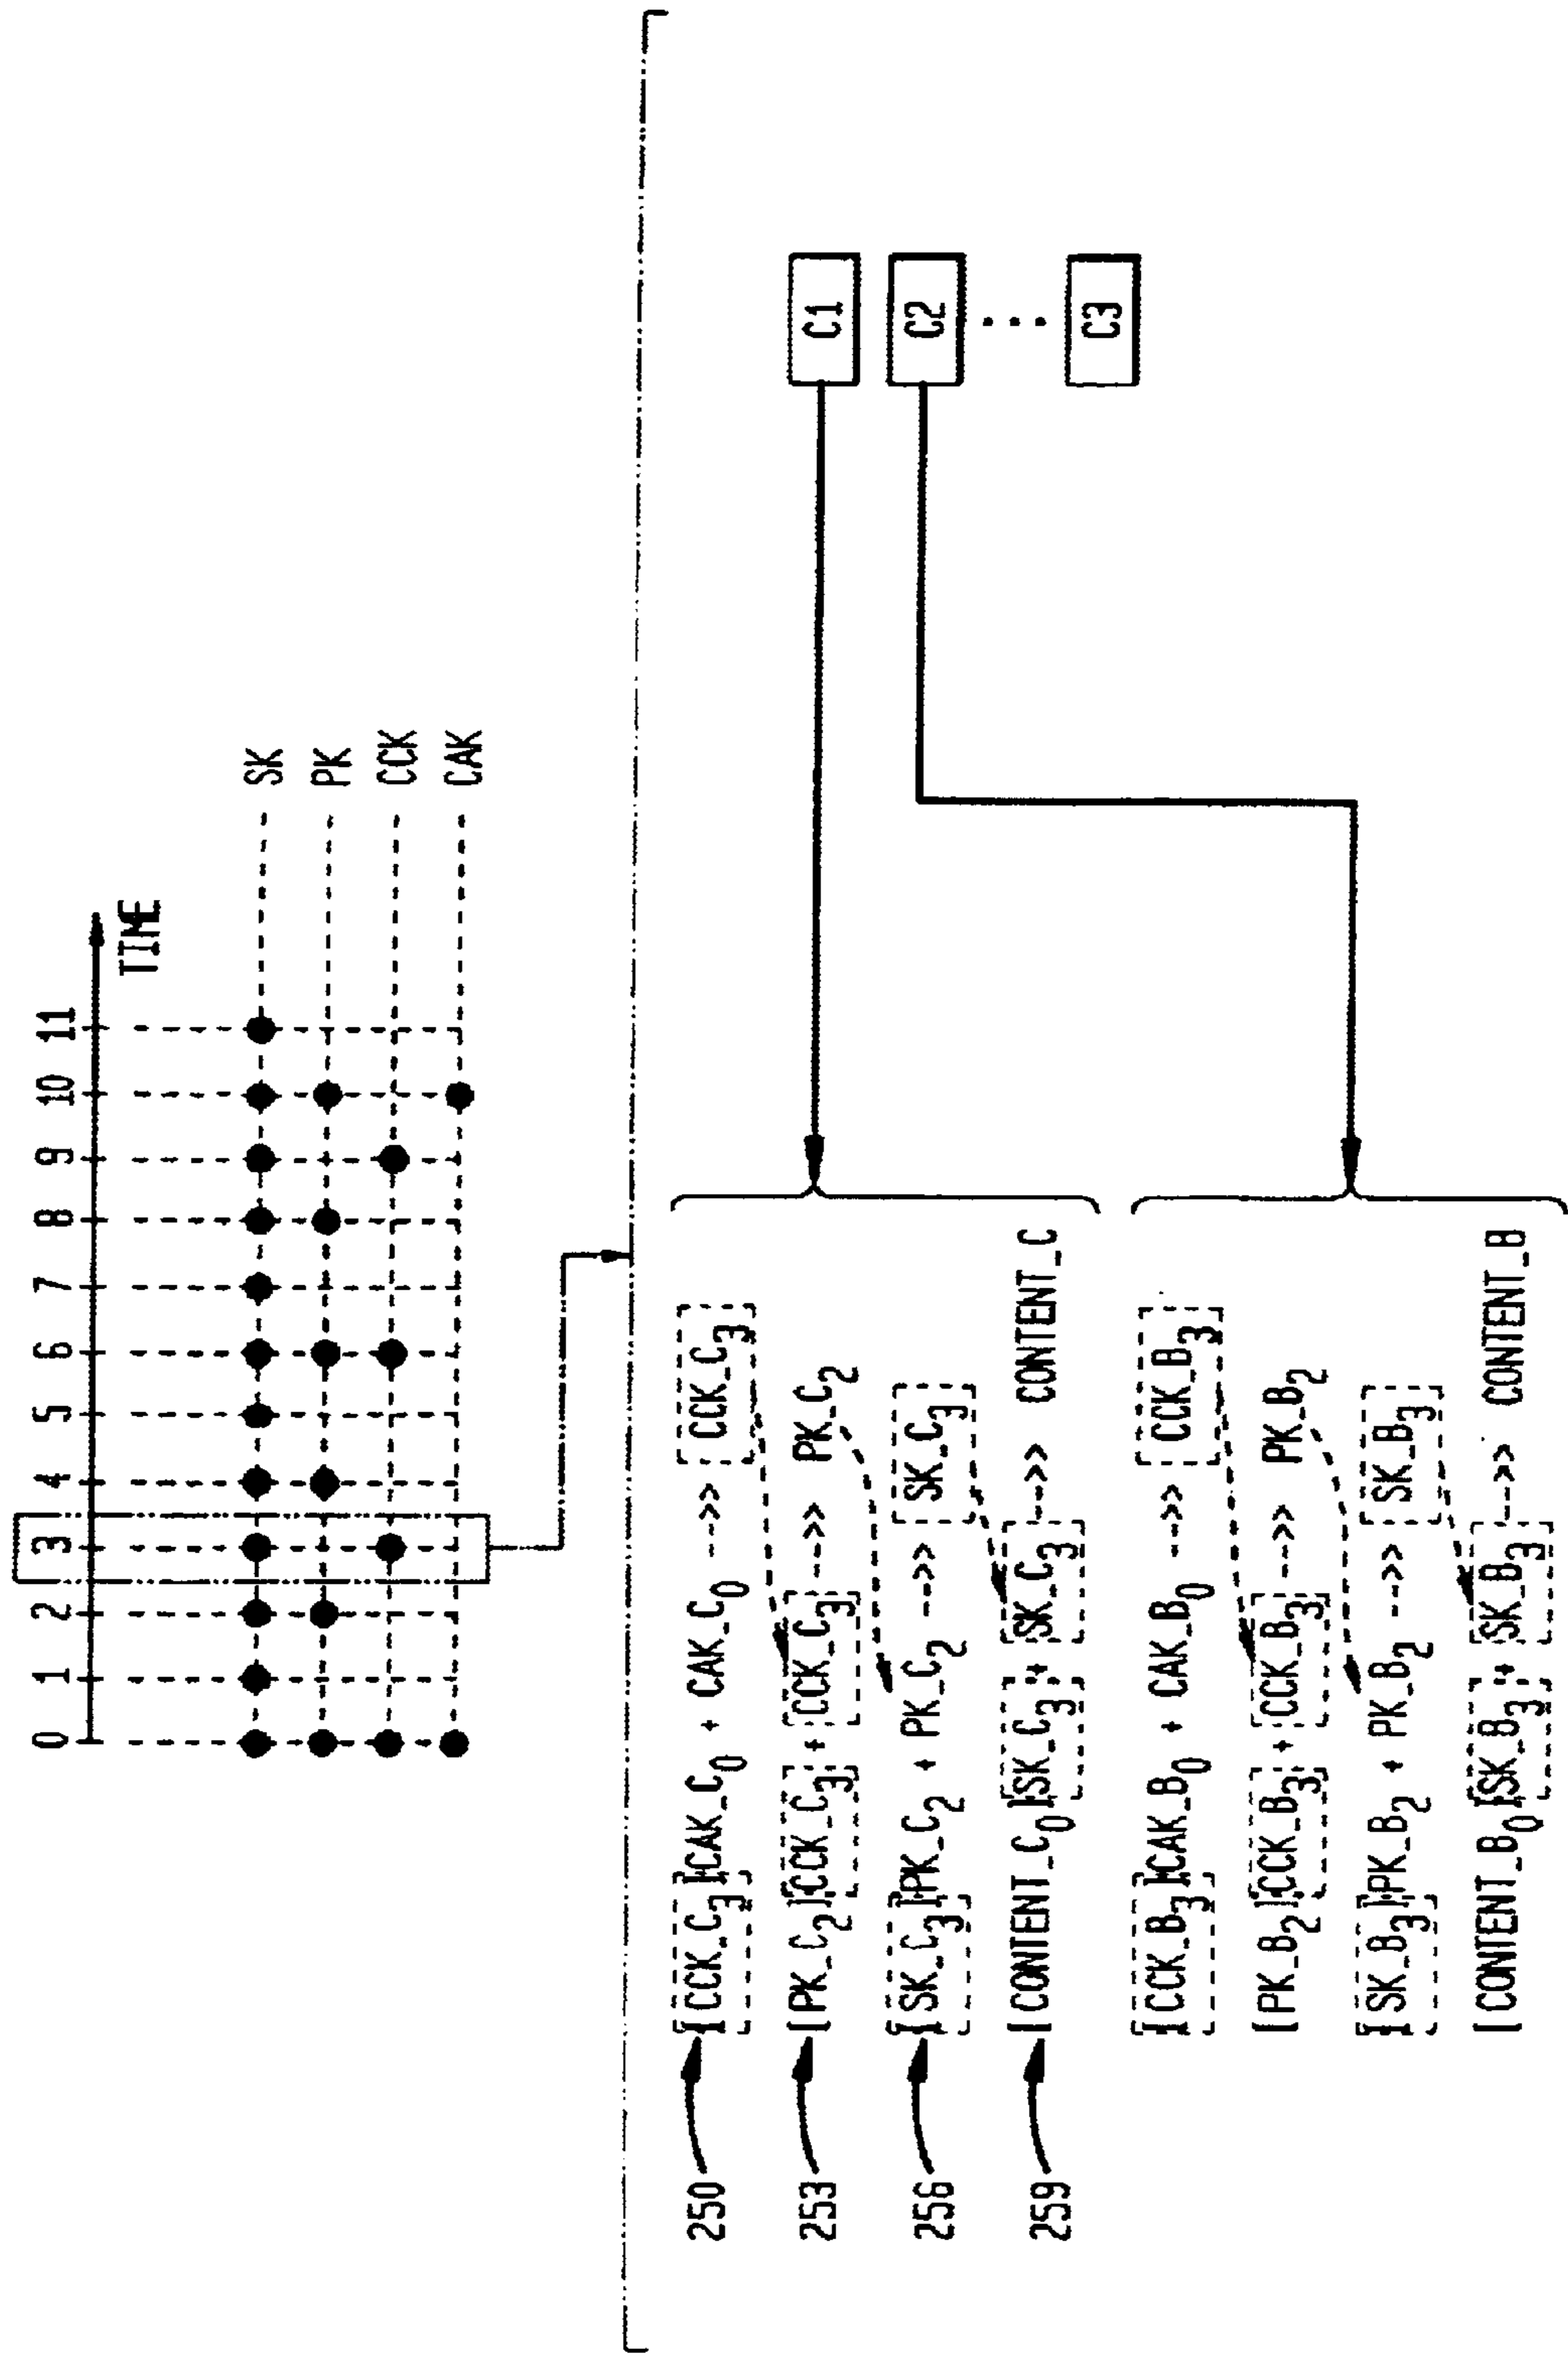 0 1 2 3 4 5 6 7 8 9 10 11
TIME
SK
PK
CCK
CAK
250
[CCK_C₃]CAK_C₀ + CAK_C₀ -->> CCK_C₃
253
[PK_C₂]CCK_C₃ + CCK_C₃ -->> PK_C₂
256
[SK_C₃]PK_C₂ + PK_C₂ -->> SK_C₃
259
[CONTENT_C₀]SK_C₃ + SK_C₃ -->> CONTENT_C
[CCK_B₃]CAK_B₀ + CAK_B₀ -->> CCK_B₃
[PK_B₂]CCK_B₃ + CCK_B₃ -->> PK_B₂
[SK_B₃]PK_B₂ + PK_B₂ -->> SK_B₃
[CONTENT_B₀]SK_B₃ + SK_B₃ -->> CONTENT_B
C1
C2
...
C3